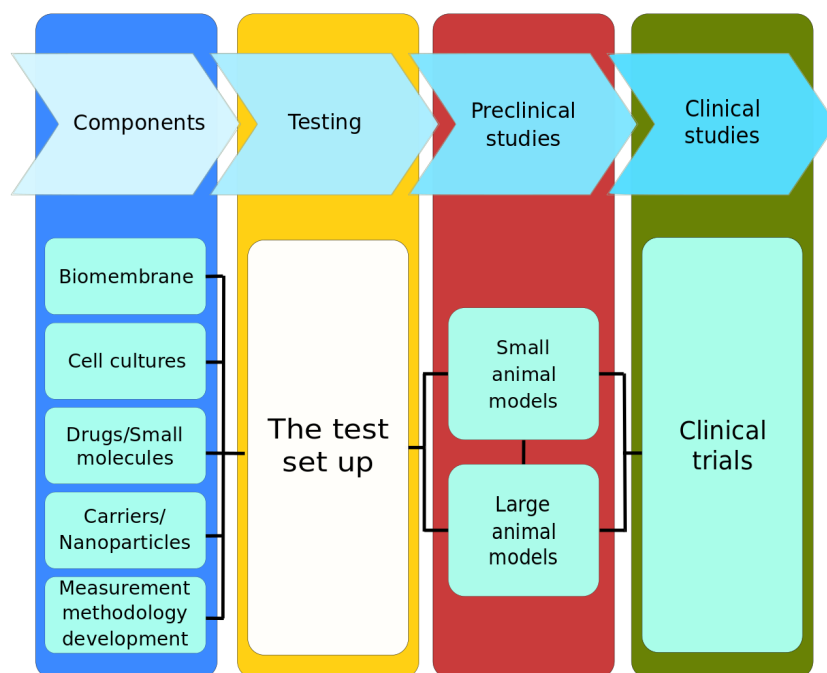 Components
Testing
Preclinical
studies
Clinical
studies
Biomembrane
Cell cultures
Drugs/Small
molecules
Carriers/
Nanoparticles
Measurement
methodology
development
The test
set up
Small
animal
models
Large
animal
models
Clinical
trials